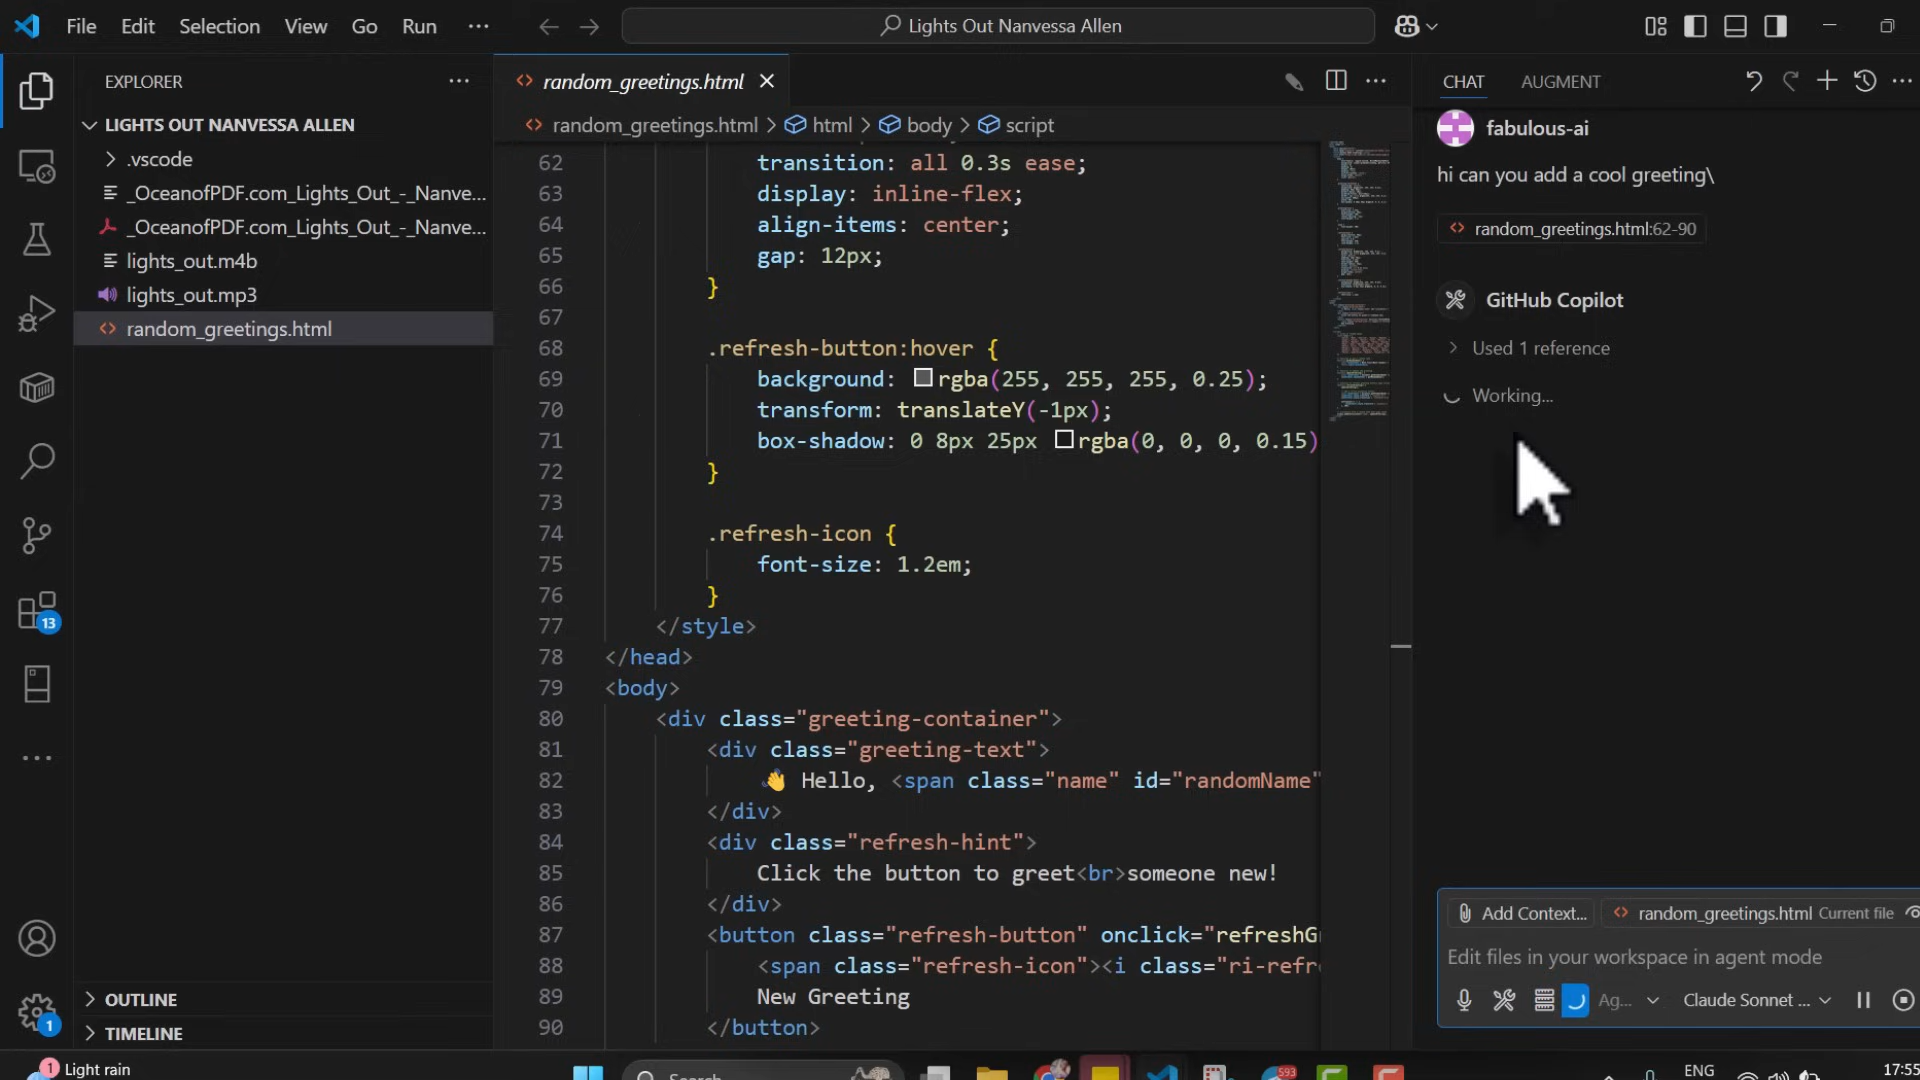 File Edit Selection View Go Run ···
Lights Out Nanvessa Allen
EXPLORER
LIGHTS OUT NANVESSA ALLEN
.vscode
_OceanofPDF.com_Lights_Out_-_Nanve...
_OceanofPDF.com_Lights_Out_-_Nanve...
lights_out.m4b
lights_out.mp3
random_greetings.html
13
1
OUTLINE
TIMELINE
random_greetings.html
random_greetings.html > html > body > script
62 transition: all 0.3s ease;
63 display: inline-flex;
64 align-items: center;
65 gap: 12px;
66 }
67
68 .refresh-button:hover {
69 background: rgba(255, 255, 255, 0.25);
70 transform: translateY(-1px);
71 box-shadow: 0 8px 25px rgba(0, 0, 0, 0.15)
72 }
73
74 .refresh-icon {
75 font-size: 1.2em;
76 }
77 </style>
78 </head>
79 <body>
80 <div class="greeting-container">
81 <div class="greeting-text">
82 👋 Hello, <span class="name" id="randomName"
83 </div>
84 <div class="refresh-hint">
85 Click the button to greet<br>someone new!
86 </div>
87 <button class="refresh-button" onclick="refreshG
88 <span class="refresh-icon"><i class="ri-refr
89 New Greeting
90 </button>
CHAT AUGMENT
fabulous-ai
hi can you add a cool greeting\
random_greetings.html:62-90
GitHub Copilot
Used 1 reference
Working...
Add Context...
random_greetings.html Current file
Edit files in your workspace in agent mode
Ag... Claude Sonnet ...
1 Light rain
Search
593
ENG
17:55